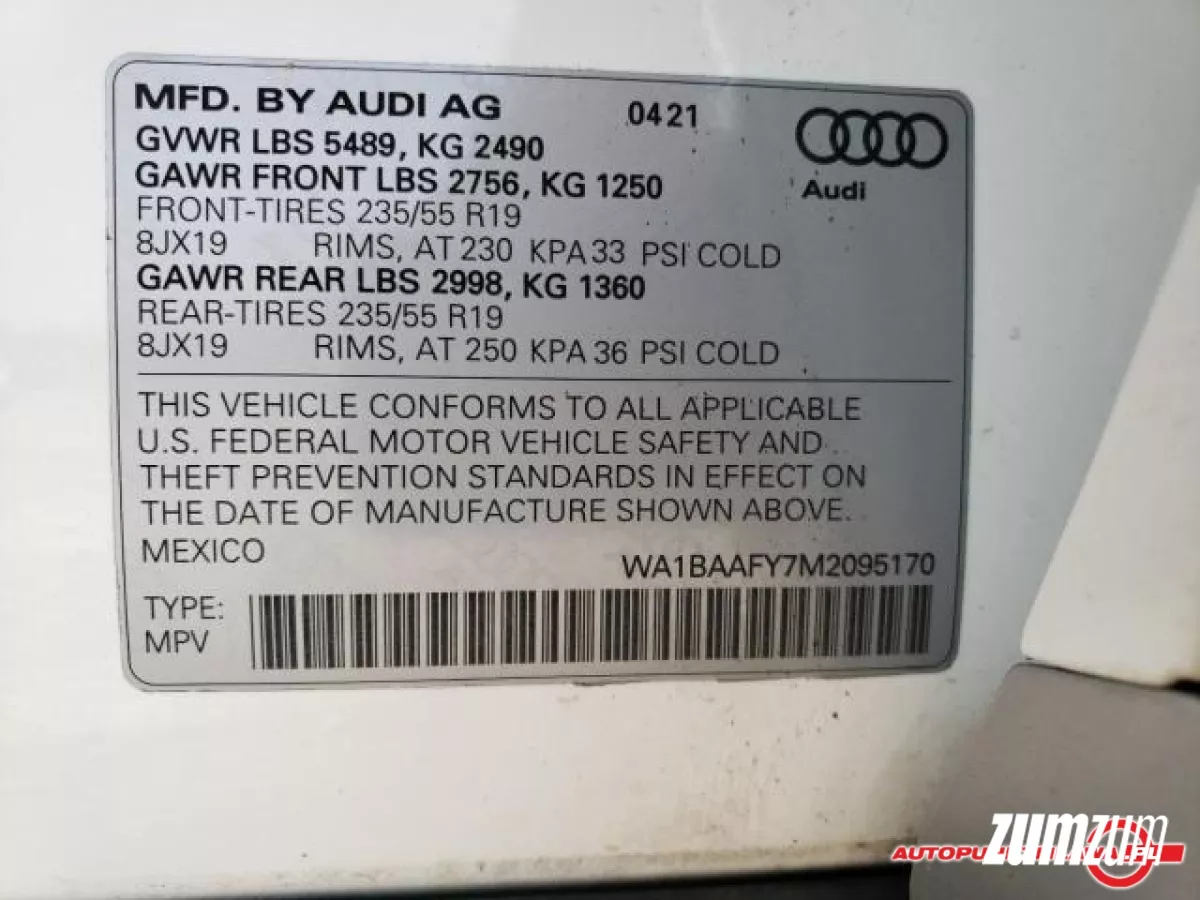 MFD. BY AUDI AG 0421
GVWR LBS 5489, KG 2490
GAWR FRONT LBS 2756, KG 1250
Audi
FRONT-TIRES 235/55 R19
8JX19 RIMS, AT 230 KPA 33 PSI COLD
GAWR REAR LBS 2998, KG 1360
REAR-TIRES 235/55 R19
8JX19 RIMS, AT 250 KPA 36 PSI COLD
THIS VEHICLE CONFORMS TO ALL APPLICABLE
U.S. FEDERAL MOTOR VEHICLE SAFETY AND
THEFT PREVENTION STANDARDS IN EFFECT ON
THE DATE OF MANUFACTURE SHOWN ABOVE.
MEXICO WA1BAAFY7M2095170
TYPE:
MPV
zumzum